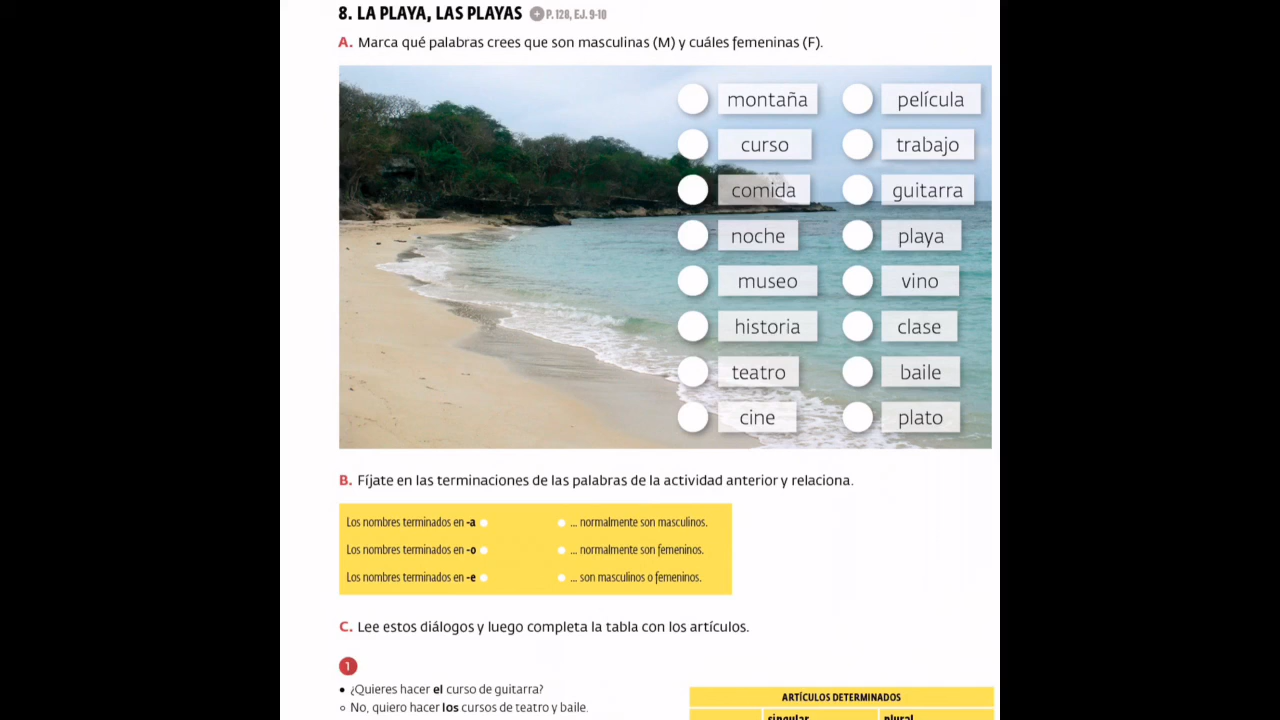 8. LA PLAYA, LAS PLAYAS + P. 128, EJ. 9-10
A. Marca qué palabras crees que son masculinas (M) y cuáles femeninas (F).
montaña película
curso trabajo
comida guitarra
noche playa
museo vino
historia clase
teatro baile
cine plato
B. Fíjate en las terminaciones de las palabras de la actividad anterior y relaciona.
Los nombres terminados en -a ... normalmente son masculinos.
Los nombres terminados en -o ... normalmente son femeninos.
Los nombres terminados en -e ... son masculinos o femeninos.
C. Lee estos diálogos y luego completa la tabla con los artículos.
1
• ¿Quieres hacer el curso de guitarra?
○ No, quiero hacer los cursos de teatro y baile.
ARTÍCULOS DETERMINADOS
singular plural